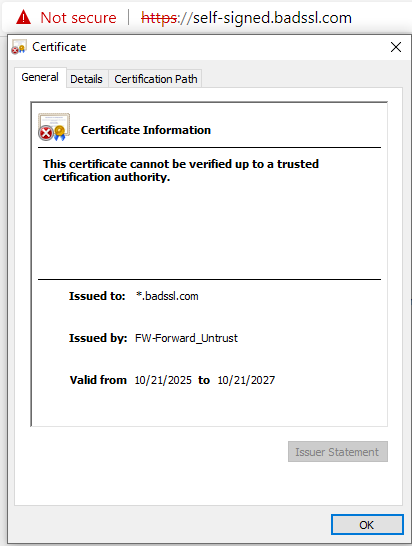 Not secure | https://self-signed.badssl.com
Certificate
General Details Certification Path
Certificate Information
This certificate cannot be verified up to a trusted
certification authority.
Issued to: *.badssl.com
Issued by: FW-Forward_Untrust
Valid from 10/21/2025 to 10/21/2027
Issuer Statement
OK